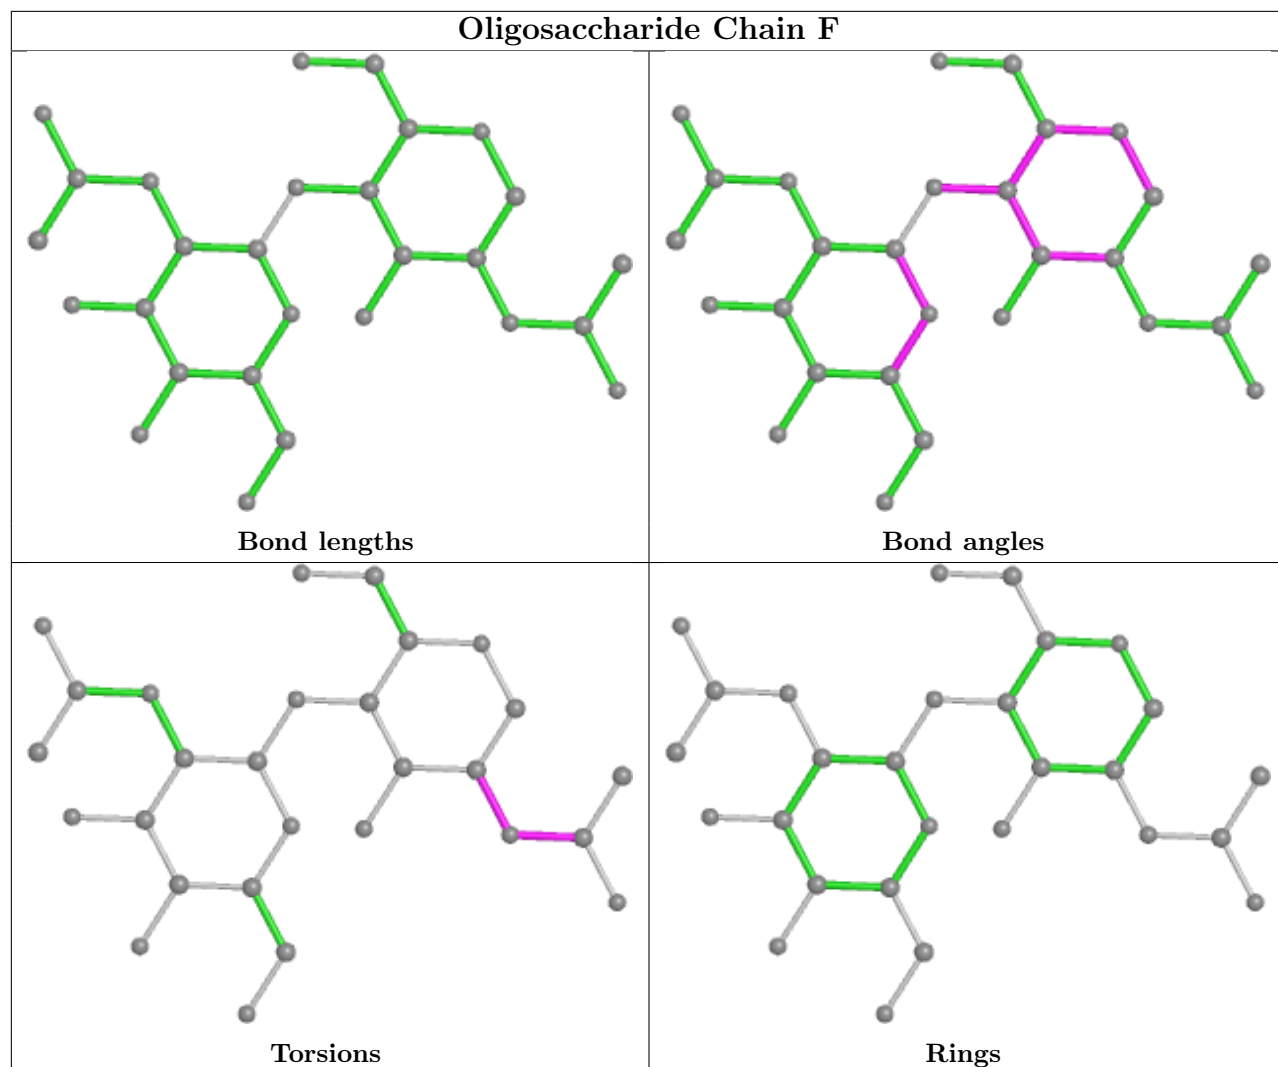 Oligosaccharide Chain F
Bond lengths
Bond angles
Torsions
Rings